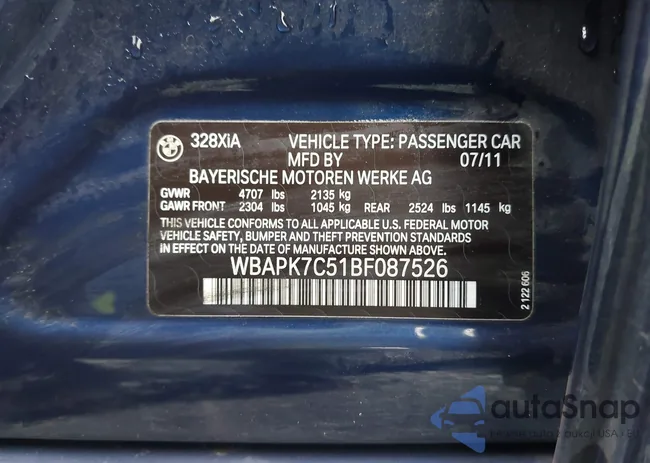 BMW
328XiA VEHICLE TYPE: PASSENGER CAR
MFD BY 07/11
BAYERISCHE MOTOREN WERKE AG
GVWR 4707 lbs 2135 kg
GAWR FRONT 2304 lbs 1045 kg REAR 2524 lbs 1145 kg
THIS VEHICLE CONFORMS TO ALL APPLICABLE U.S. FEDERAL MOTOR
VEHICLE SAFETY, BUMPER AND THEFT PREVENTION STANDARDS
IN EFFECT ON THE DATE OF MANUFACTURE SHOWN ABOVE.
WBAPK7C51BF087526
2 122 606
autoSnap